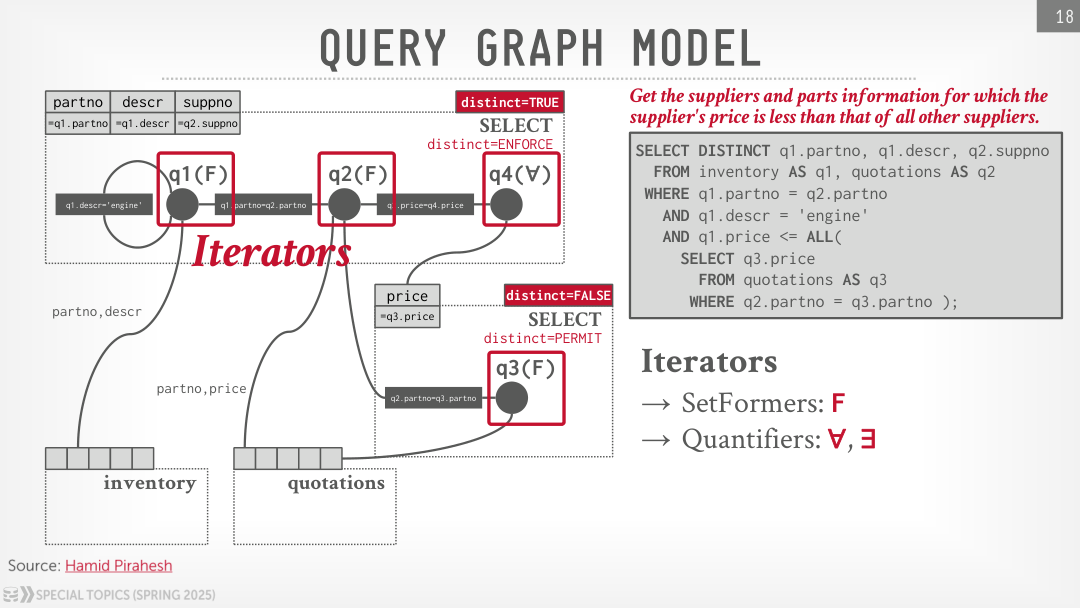 18
QUERY GRAPH MODEL
partno descr suppno
=q1.partno =q1.descr =q2.suppno
distinct=TRUE
SELECT
distinct=ENFORCE
q1(F) q2(F) q4(∀)
q1.descr='engine' q1.partno=q2.partno q1.price=q4.price
Iterators
partno,descr
partno,price
price
=q3.price
distinct=FALSE
SELECT
distinct=PERMIT
q3(F)
q2.partno=q3.partno
inventory
quotations
Get the suppliers and parts information for which the
supplier's price is less than that of all other suppliers.
SELECT DISTINCT q1.partno, q1.descr, q2.suppno
FROM inventory AS q1, quotations AS q2
WHERE q1.partno = q2.partno
AND q1.descr = 'engine'
AND q1.price <= ALL(
SELECT q3.price
FROM quotations AS q3
WHERE q2.partno = q3.partno );
Iterators
→ SetFormers: F
→ Quantifiers: ∀, ∃
Source: Hamid Pirahesh
SPECIAL TOPICS (SPRING 2025)